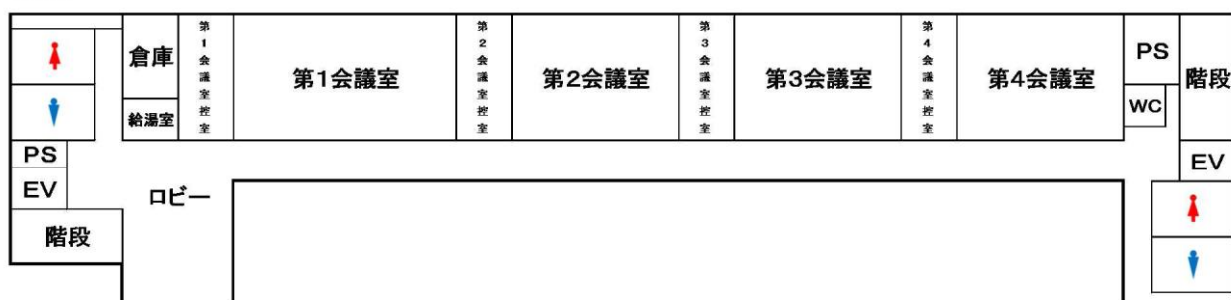 倉庫
給湯室
第1会議室控室
第1会議室
第2会議室控室
第2会議室
第3会議室控室
第3会議室
第4会議室控室
第4会議室
PS
WC
階段
EV
PS
EV
階段
ロビー